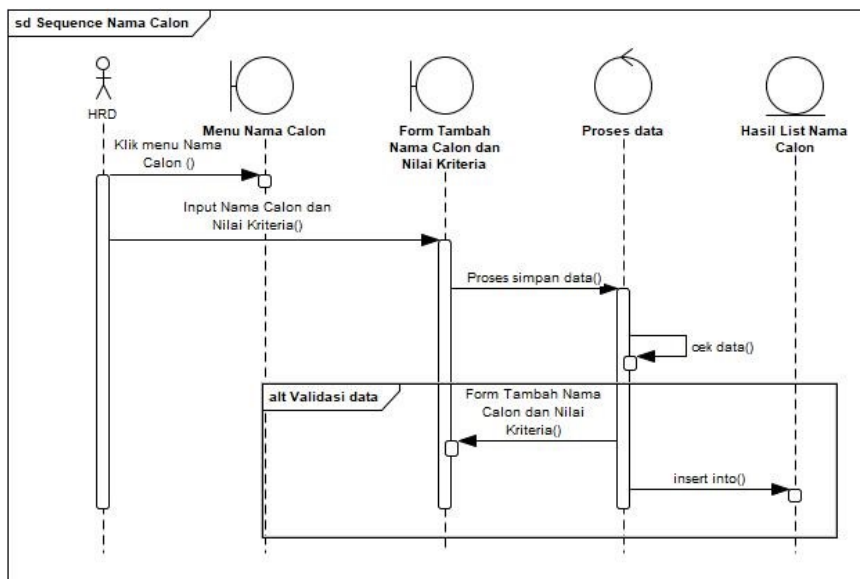 sd Sequence Nama Calon
HRD
Menu Nama Calon
Form Tambah
Nama Calon dan
Nilai Kriteria
Proses data
Hasil List Nama
Calon
Klik menu Nama
Calon ()
Input Nama Calon dan
Nilai Kriteria()
Proses simpan data()
cek data()
alt Validasi data
Form Tambah Nama
Calon dan Nilai
Kriteria()
insert into()